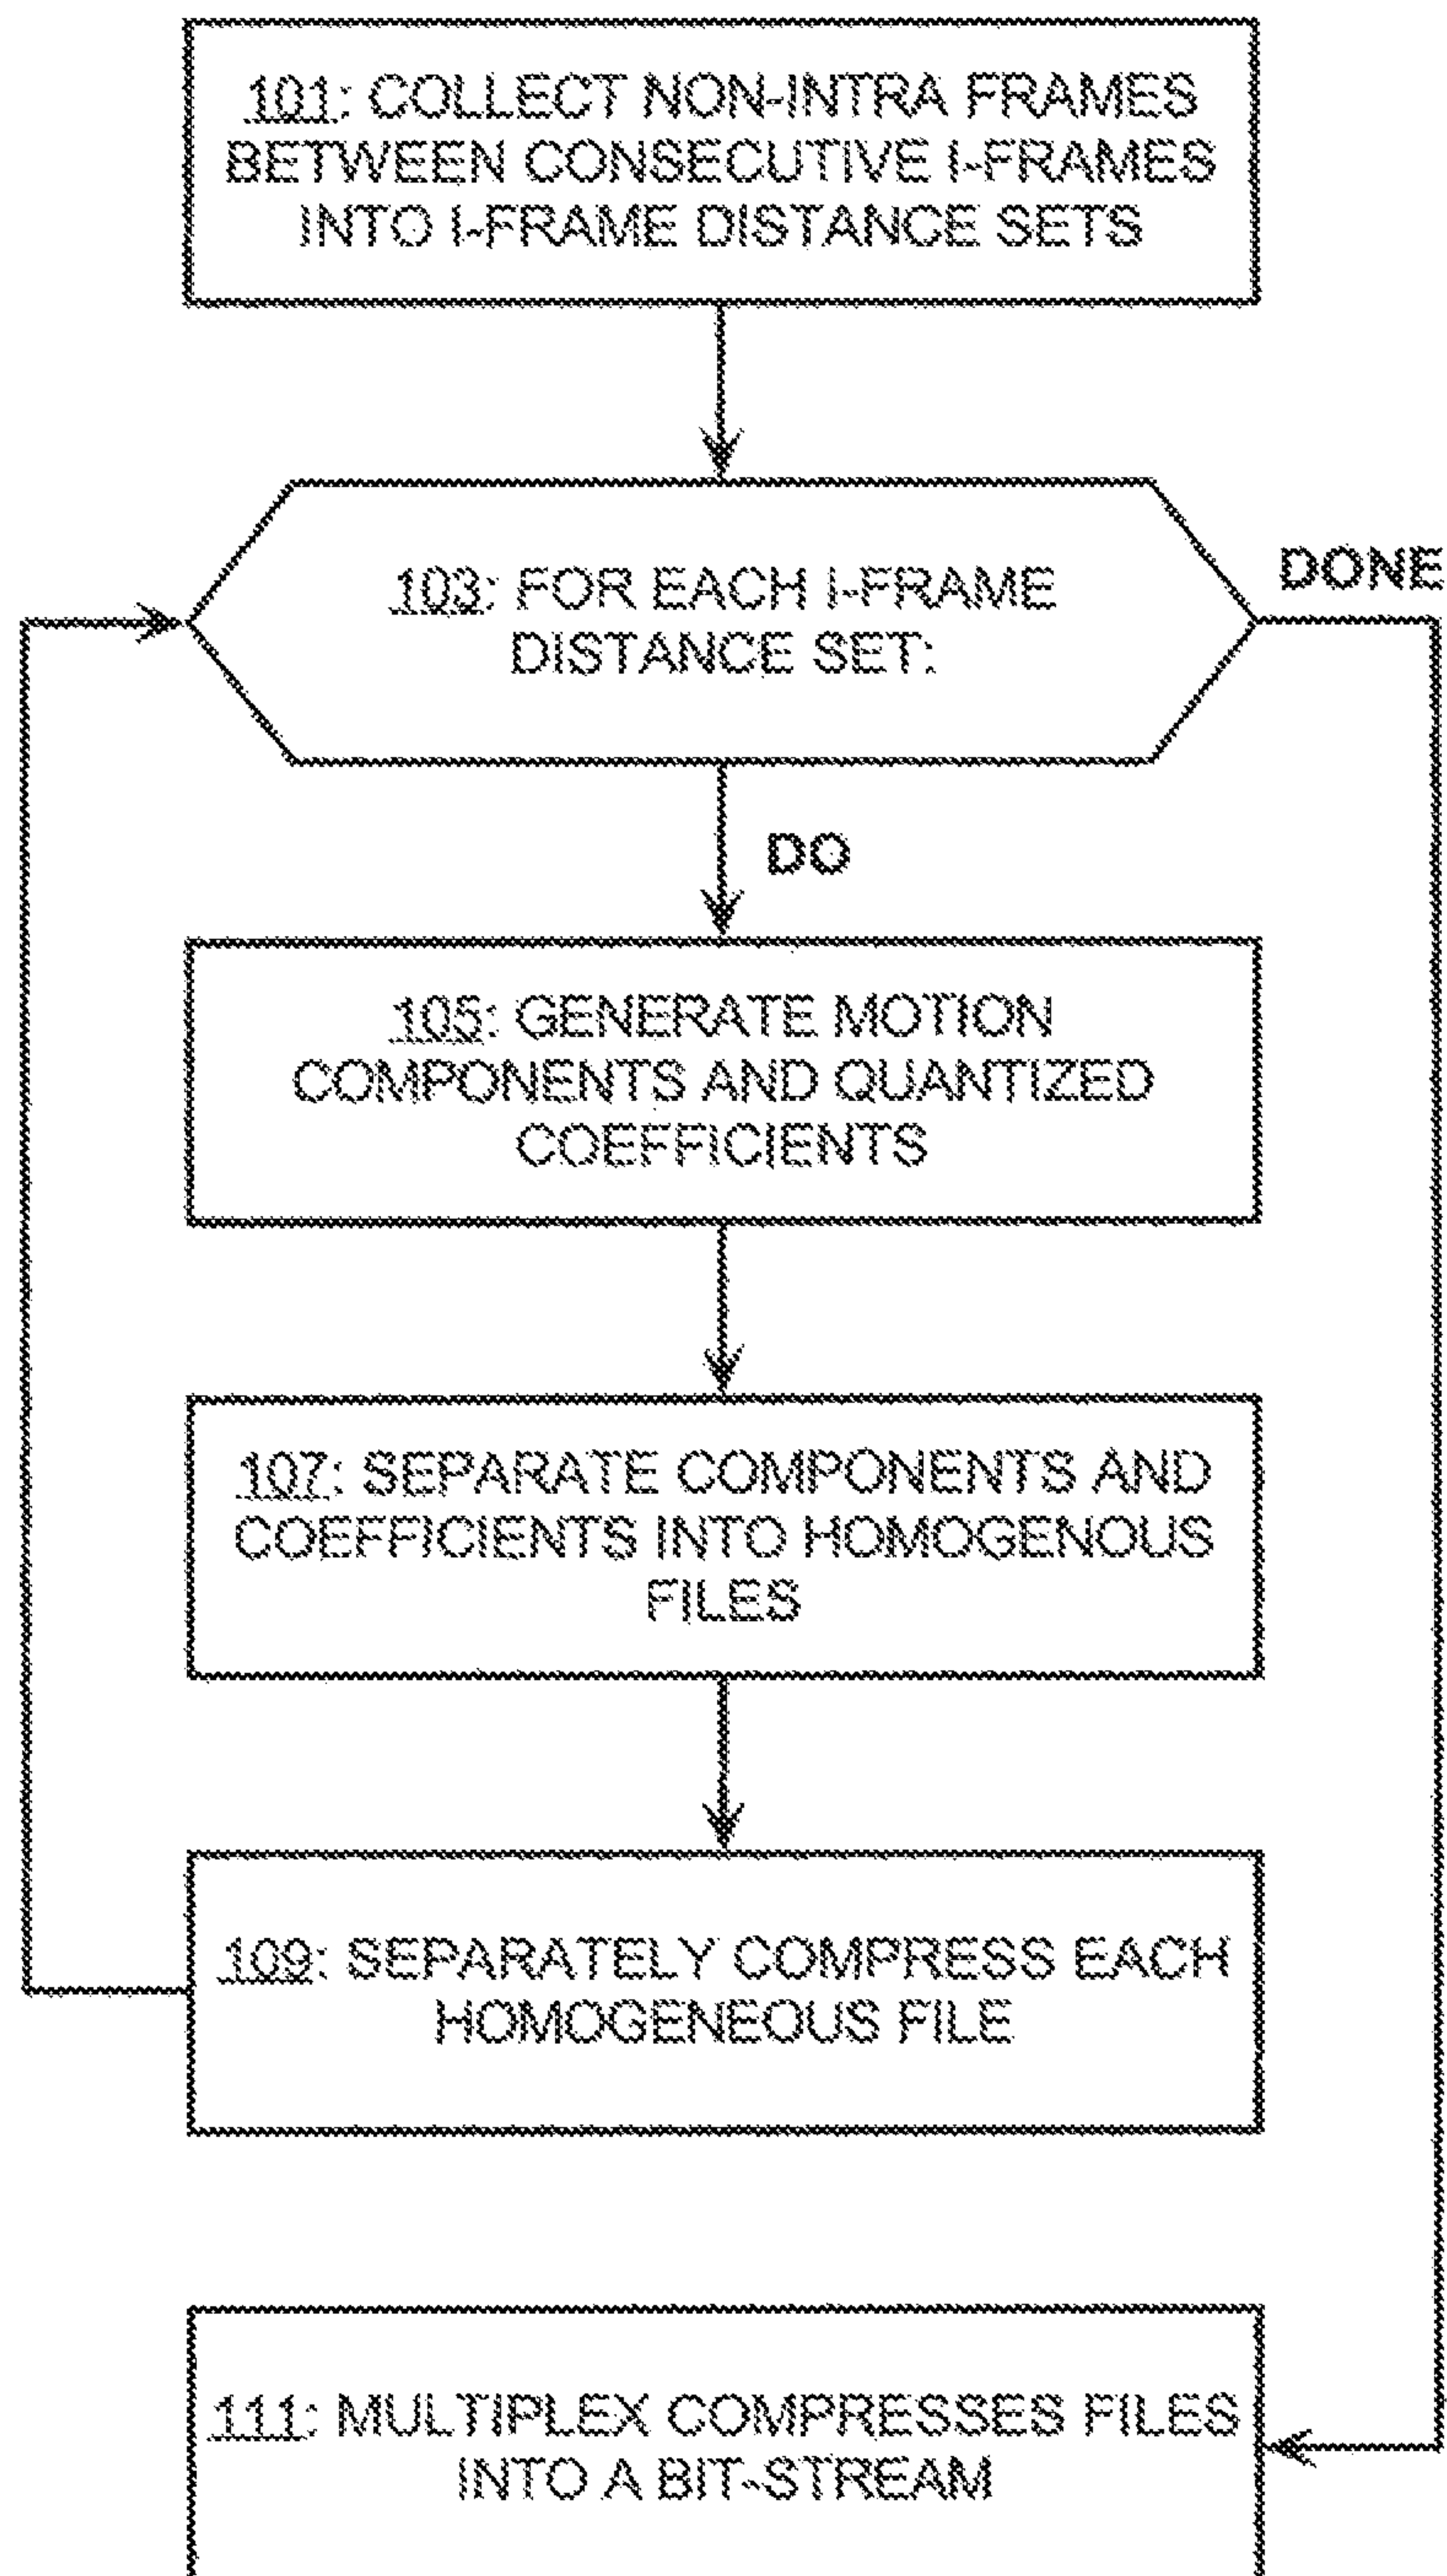 101: COLLECT NON-INTRA FRAMES
BETWEEN CONSECUTIVE I-FRAMES
INTO I-FRAME DISTANCE SETS
103: FOR EACH I-FRAME
DISTANCE SET:
DONE
DO
105: GENERATE MOTION
COMPONENTS AND QUANTIZED
COEFFICIENTS
107: SEPARATE COMPONENTS AND
COEFFICIENTS INTO HOMOGENOUS
FILES
109: SEPARATELY COMPRESS EACH
HOMOGENEOUS FILE
111: MULTIPLEX COMPRESSES FILES
INTO A BIT-STREAM